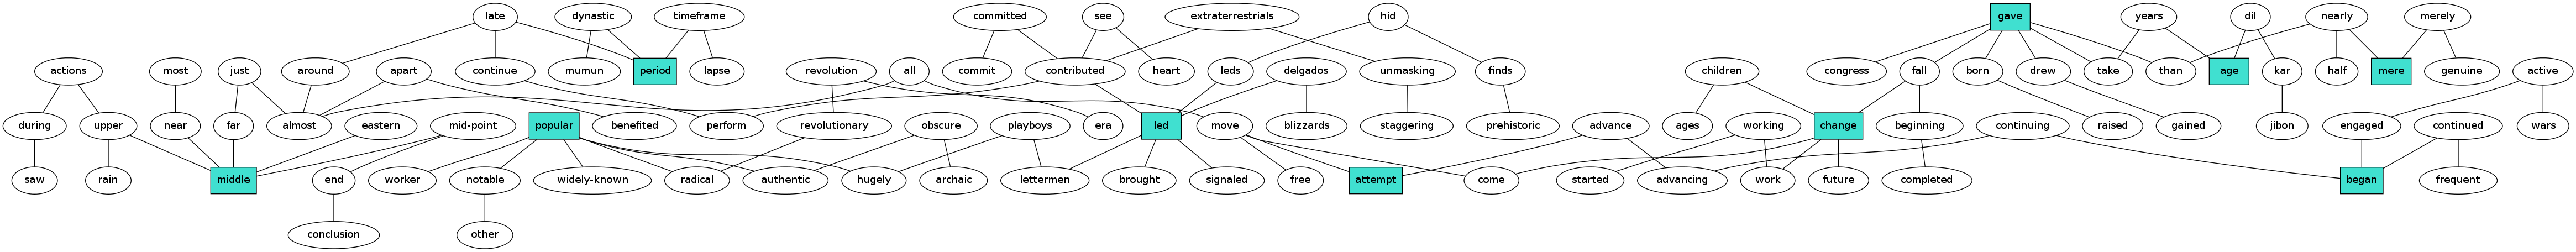 late dynastic timeframe committed see extraterrestrials hid gave years dil nearly merely
actions most just around apart continue mumun period lapse revolution all commit contributed heart leds delgados unmasking finds children congress fall born drew take than age kar half mere genuine active
during upper near far almost eastern mid-point popular benefited perform revolutionary obscure playboys era led move blizzards staggering prehistoric advance ages working change beginning continuing raised gained jibon engaged continued wars
saw rain middle end worker notable widely-known radical authentic hugely archaic lettermen brought signaled free attempt come started advancing work future completed began frequent
conclusion other